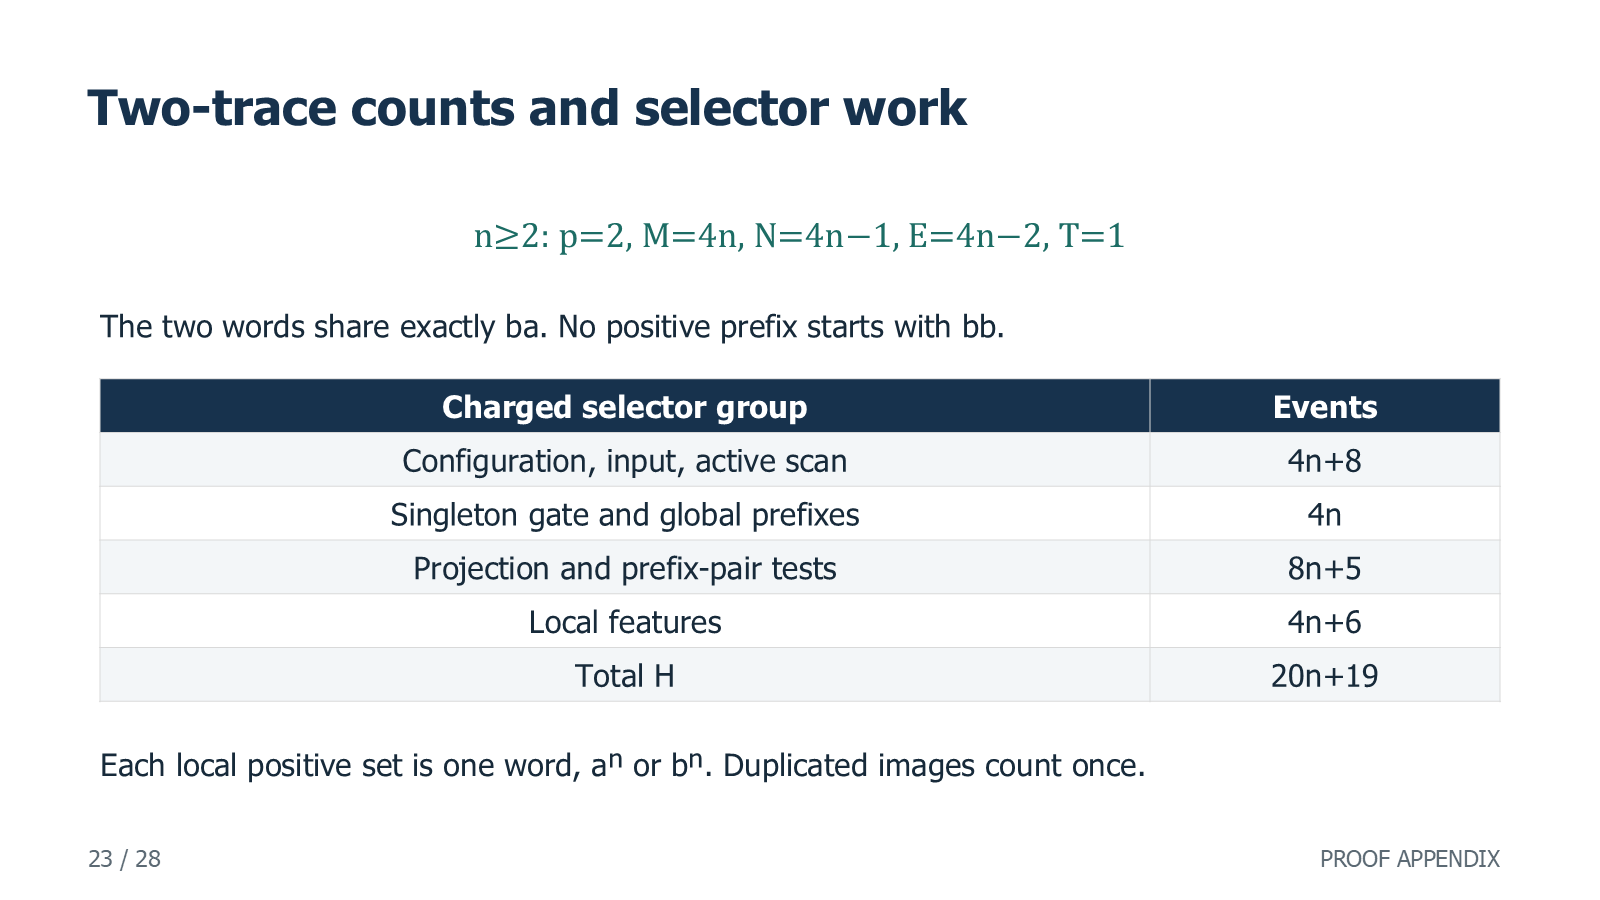 Two-trace counts and selector work
n≥2: p=2, M=4n, N=4n−1, E=4n−2, T=1
The two words share exactly ba. No positive prefix starts with bb.
Charged selector group Events
Configuration, input, active scan 4n+8
Singleton gate and global prefixes 4n
Projection and prefix-pair tests 8n+5
Local features 4n+6
Total H 20n+19
Each local positive set is one word, aⁿ or bⁿ. Duplicated images count once.
23 / 28 PROOF APPENDIX